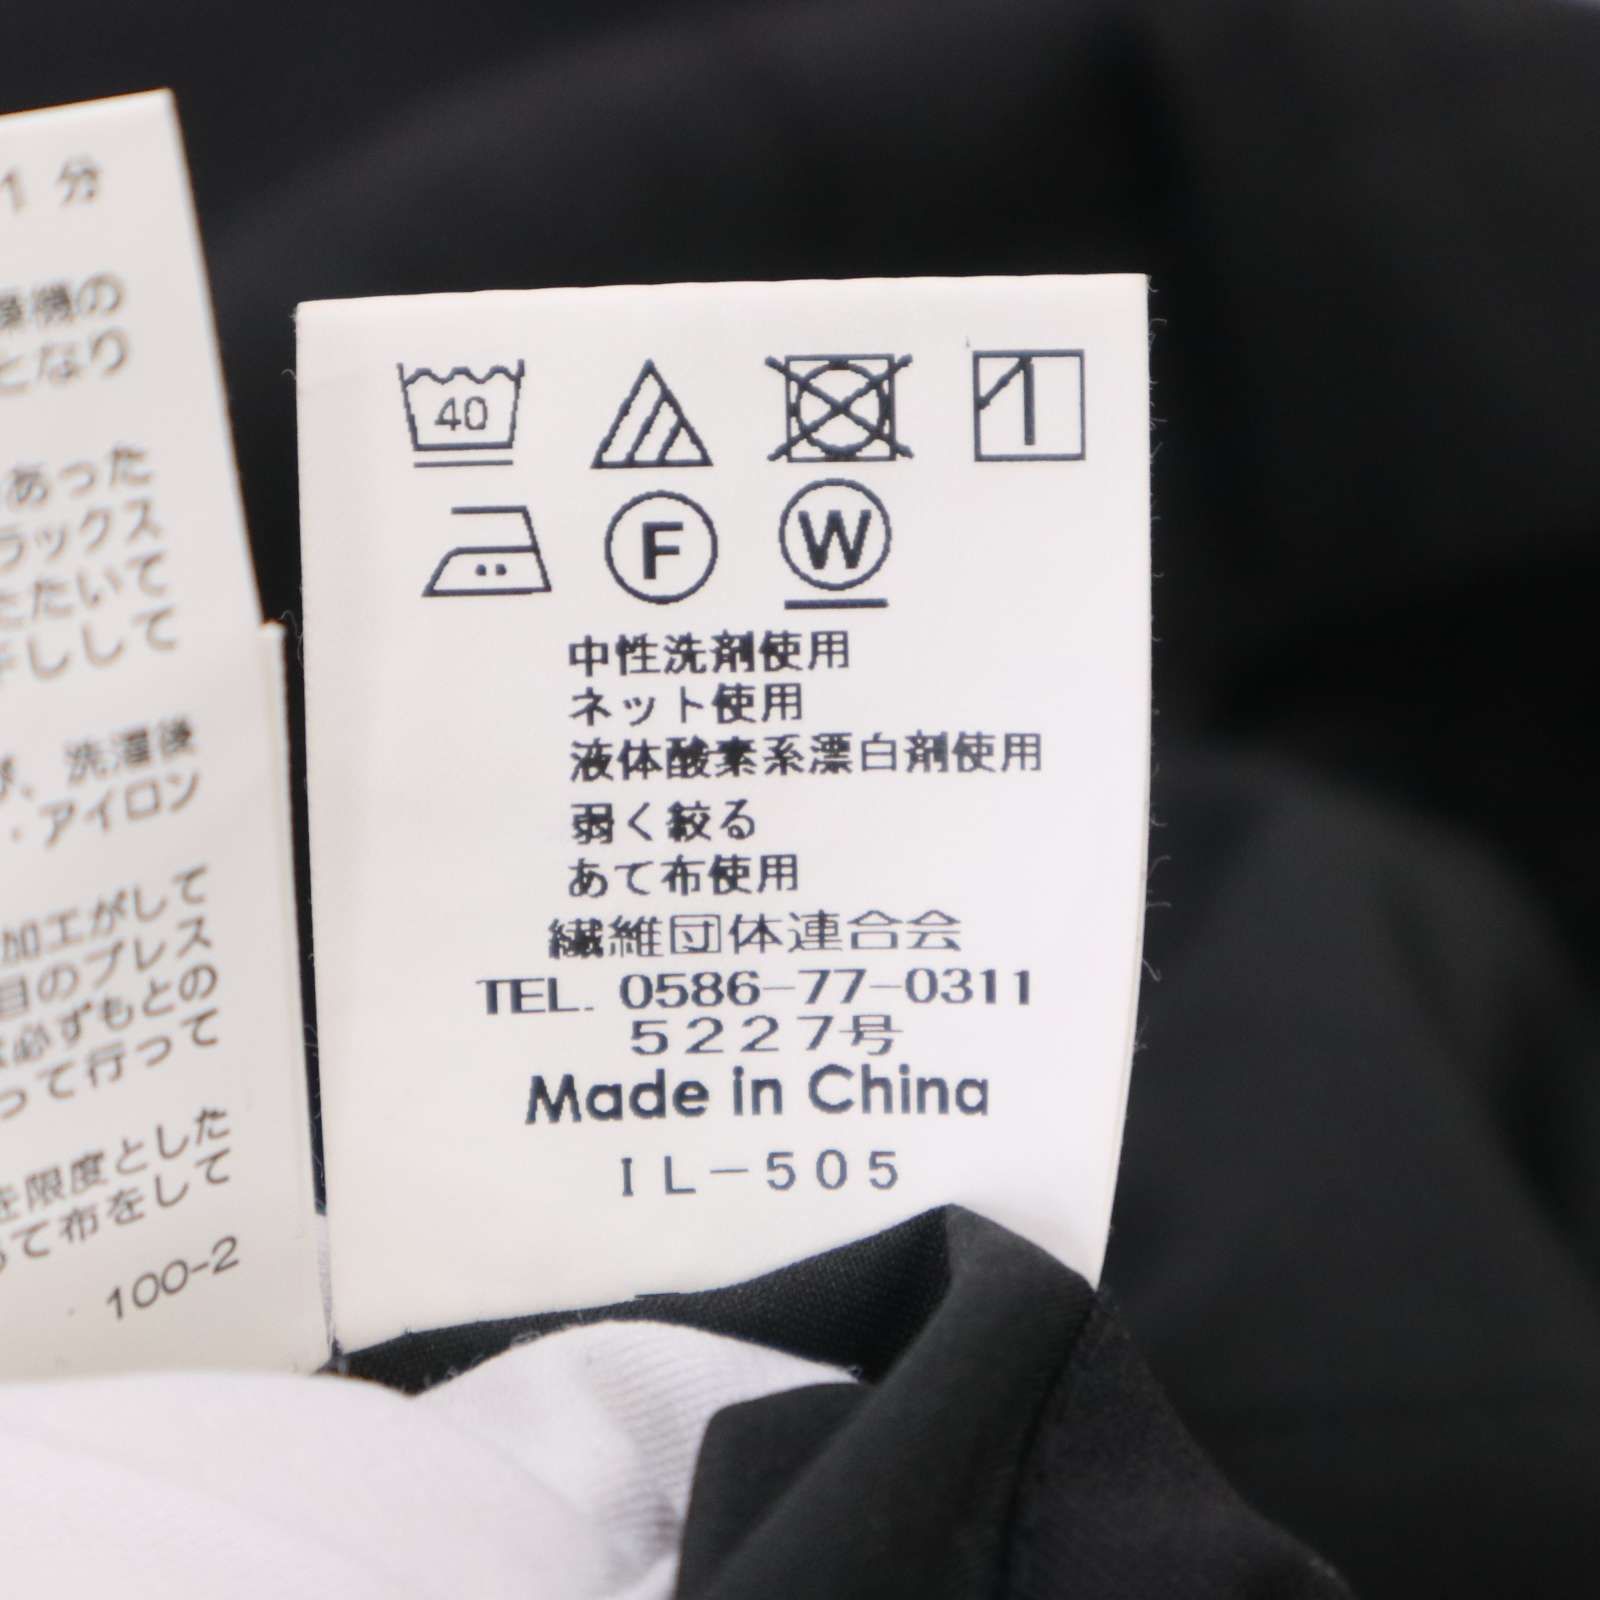 1 分
燥機の
となり
あった
ラックス
たたいて
干しして
、洗濯後
・アイロン
加工がして
目のプレス
必ずもとの
って行って
を限度とした
て布をして
100-2
40
F
W
中性洗剤使用
ネット使用
液体酸素系漂白剤使用
弱く絞る
あて布使用
繊維団体連合会
TEL. 0586-77-0311
5227号
Made in China
IL-505